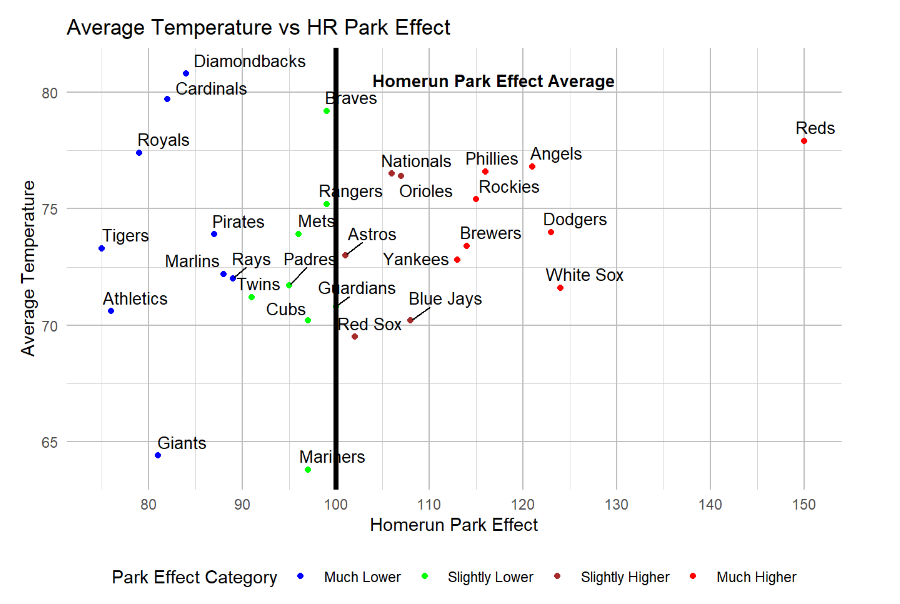 Average Temperature vs HR Park Effect
Diamondbacks
Homerun Park Effect Average
Cardinals
80
Braves
Reds
Royals
Nationals
Phillies
Angels
Rangers
Orioles
Rockies
75
Pirates
Mets
Dodgers
Tigers
Astros
Brewers
Marlins
Rays
Padres
Yankees
White Sox
Twins
Guardians
Athletics
Blue Jays
Cubs
Red Sox
70
Giants
65
Mariners
Average Temperature
80 90 100 110 120 130 140 150
Homerun Park Effect
Park Effect Category Much Lower Slightly Lower Slightly Higher Much Higher